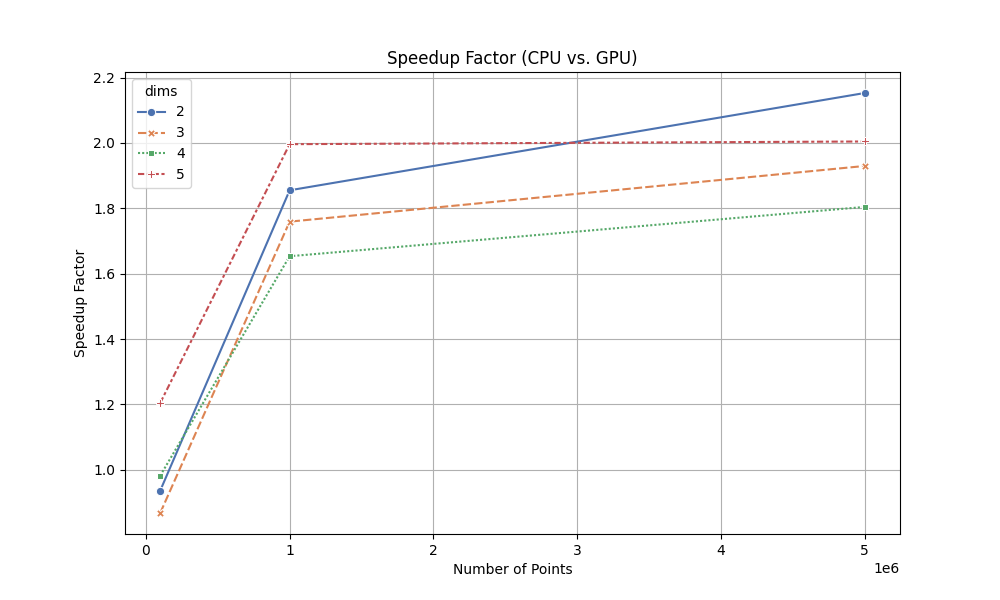 Speedup Factor (CPU vs. GPU)
2.2
2.0
1.8
1.6
1.4
1.2
1.0
Speedup Factor
dims
2
3
4
5
0 1 2 3 4 5
1e6
Number of Points